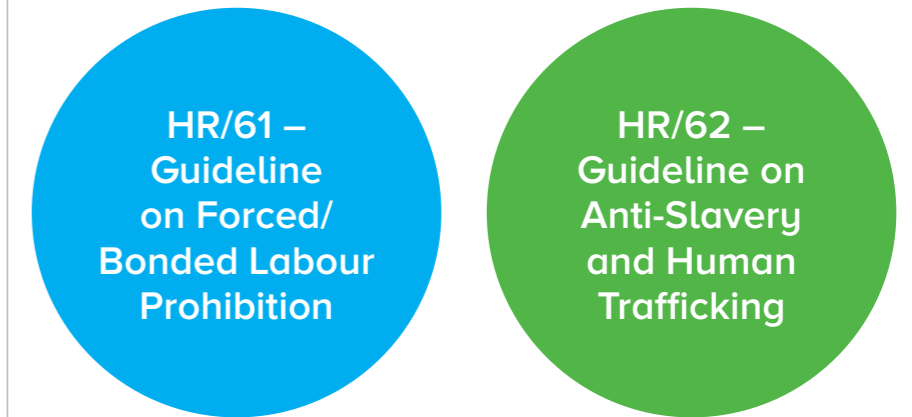 HR/61 –
Guideline
on Forced/
Bonded Labour
Prohibition
HR/62 –
Guideline on
Anti-Slavery
and Human
Trafficking